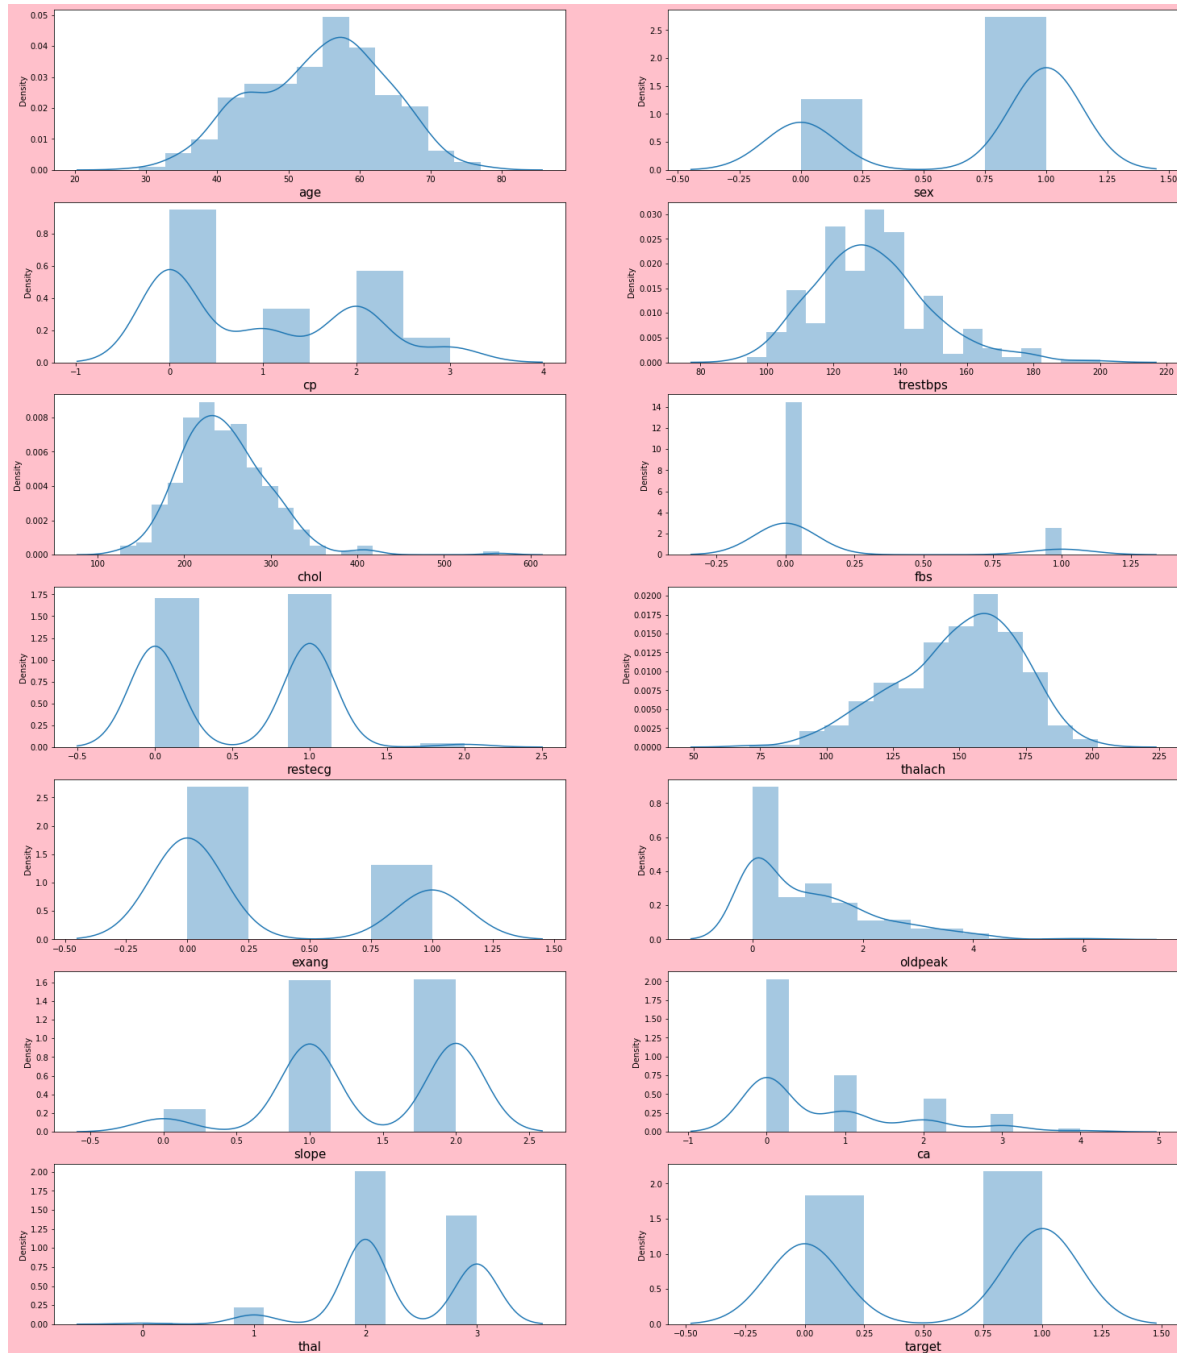 Density
0.05
0.04
0.03
0.02
0.01
0.00
20 30 40 50 60 70 80
age
Density
2.5
2.0
1.5
1.0
0.5
0.0
−0.50 −0.25 0.00 0.25 0.50 0.75 1.00 1.25 1.50
sex
Density
0.8
0.6
0.4
0.2
0.0
−1 0 1 2 3 4
cp
Density
0.030
0.025
0.020
0.015
0.010
0.005
0.000
80 100 120 140 160 180 200 220
trestbps
Density
0.008
0.006
0.004
0.002
0.000
100 200 300 400 500 600
chol
Density
14
12
10
8
6
4
2
0
−0.25 0.00 0.25 0.50 0.75 1.00 1.25
fbs
Density
1.75
1.50
1.25
1.00
0.75
0.50
0.25
0.00
−0.5 0.0 0.5 1.0 1.5 2.0 2.5
restecg
Density
0.0200
0.0175
0.0150
0.0125
0.0100
0.0075
0.0050
0.0025
0.0000
50 75 100 125 150 175 200 225
thalach
Density
2.5
2.0
1.5
1.0
0.5
0.0
−0.50 −0.25 0.00 0.25 0.50 0.75 1.00 1.25 1.50
exang
Density
0.8
0.6
0.4
0.2
0.0
0 2 4 6
oldpeak
Density
1.6
1.4
1.2
1.0
0.8
0.6
0.4
0.2
0.0
−0.5 0.0 0.5 1.0 1.5 2.0 2.5
slope
Density
2.00
1.75
1.50
1.25
1.00
0.75
0.50
0.25
0.00
−1 0 1 2 3 4 5
ca
Density
2.00
1.75
1.50
1.25
1.00
0.75
0.50
0.25
0.00
0 1 2 3
thal
Density
2.0
1.5
1.0
0.5
0.0
−0.50 −0.25 0.00 0.25 0.50 0.75 1.00 1.25 1.50
target